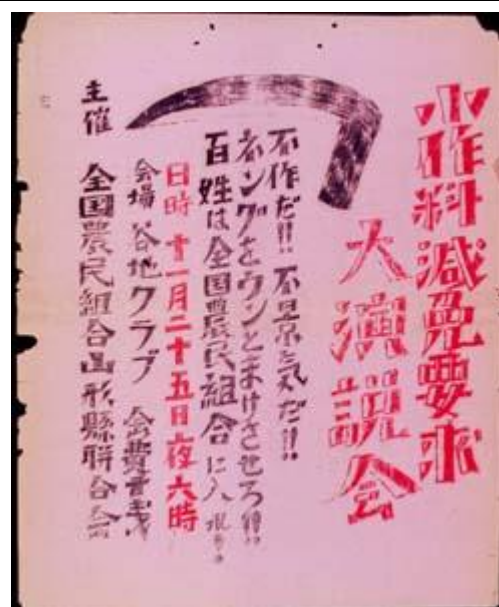 小作料減免要求
大演説会
不作だ!! 不景気だ!!
ネングをウンとまけさせろ!!
百姓は全国農民組合に入れ
日時 十一月二十五日夜六時
会場 谷地クラブ 会費
主催 全国農民組合山形縣聯合会